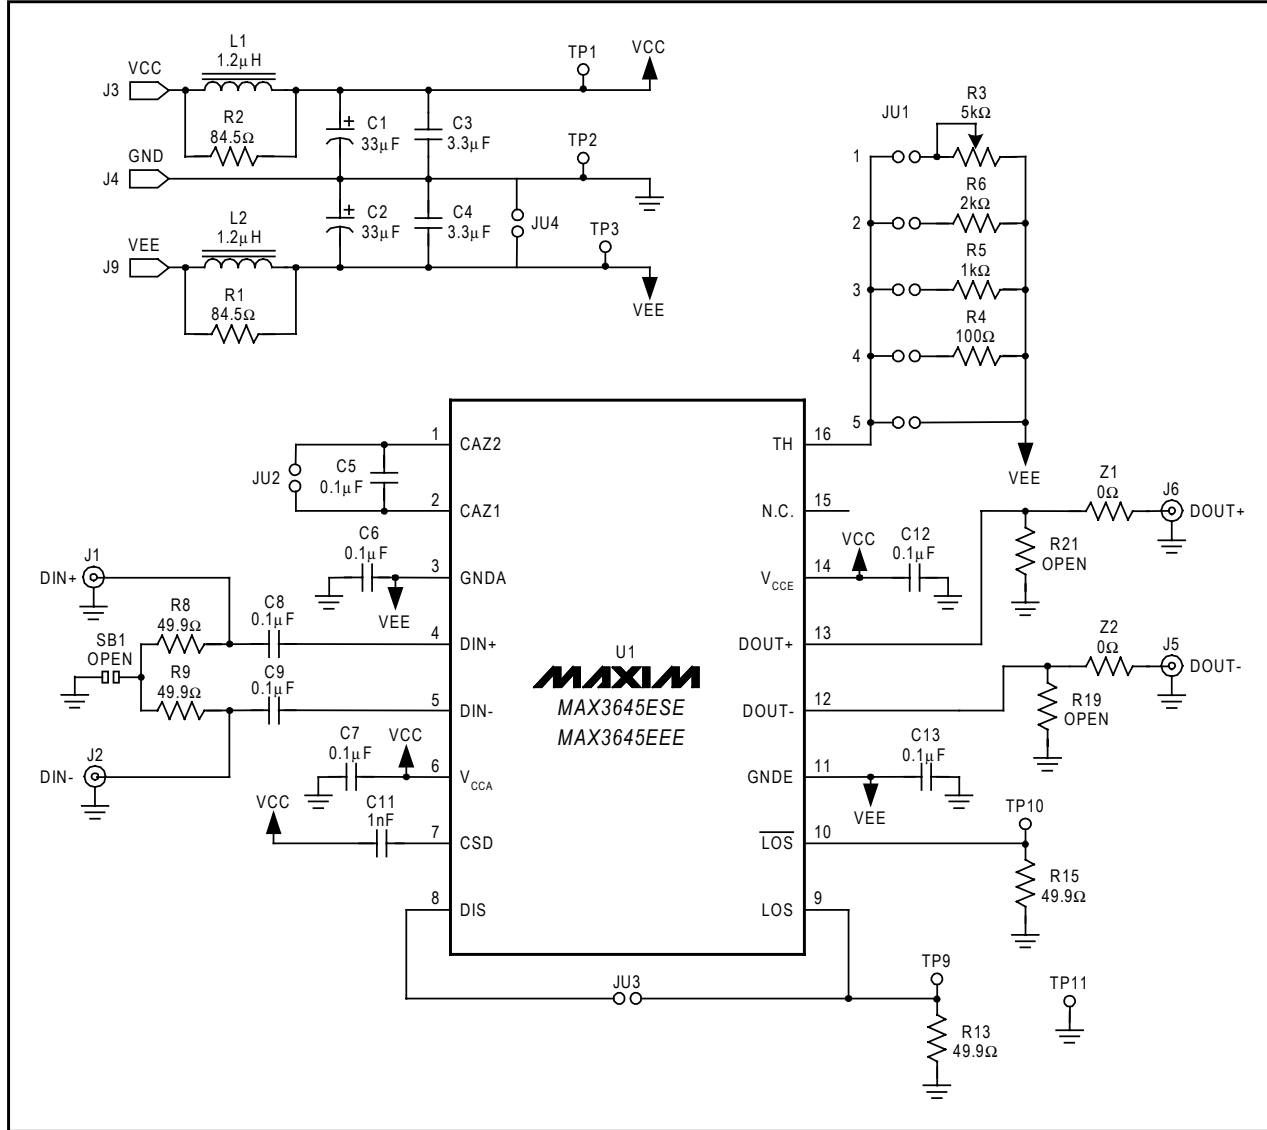 L1
1.2µH
VCC
J3
R2
84.5Ω
GND
J4
L2
1.2µH
VEE
J9
R1
84.5Ω
+
C1
33µF
C3
3.3µF
+
C2
33µF
C4
3.3µF
JU4
TP1
VCC
TP2
TP3
VEE
JU1
R3
5kΩ
1
R6
2kΩ
2
R5
1kΩ
3
R4
100Ω
4
5
VEE
JU2
C5
0.1µF
1
CAZ2
2
CAZ1
C6
0.1µF
3
GNDA
VEE
J1
DIN+
R8
49.9Ω
C8
0.1µF
4
DIN+
SB1
OPEN
R9
49.9Ω
C9
0.1µF
5
DIN-
J2
DIN-
C7
0.1µF
VCC
6
VCCA
VCC
C11
1nF
7
CSD
8
DIS
U1
MAXIM
MAX3645ESE
MAX3645EEE
TH
16
N.C.
15
VCCE
14
VCC
C12
0.1µF
DOUT+
13
Z1
0Ω
J6
DOUT+
R21
OPEN
DOUT-
12
Z2
0Ω
J5
DOUT-
R19
OPEN
GNDE
11
VEE
C13
0.1µF
LOS
10
TP10
R15
49.9Ω
LOS
9
JU3
TP9
R13
49.9Ω
TP11